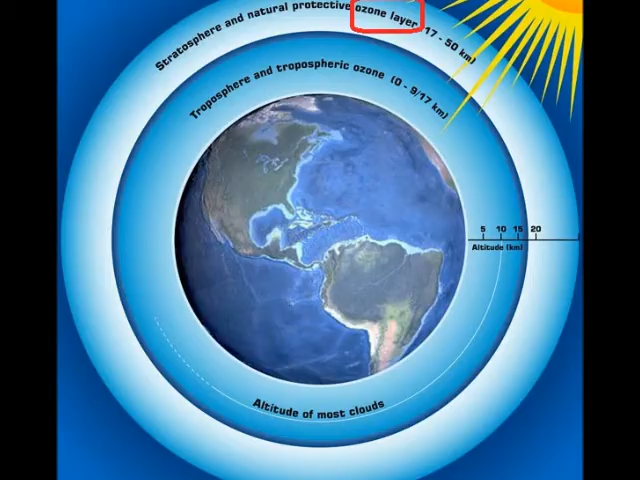 Stratosphere and natural protective ozone layer (17 - 50 km)
Troposphere and tropospheric ozone (0 - 9/17 km)
5 10 15 20
Altitude (km)
Altitude of most clouds